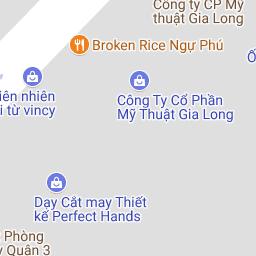 Công ty CP Mỹ
thuật Gia Long
Broken Rice Ngự Phú
iên nhiên
i từ vincy
Công Ty Cổ Phần
Mỹ Thuật Gia Long
Dạy Cắt may Thiết
kế Perfect Hands
Phòng
Quận 3